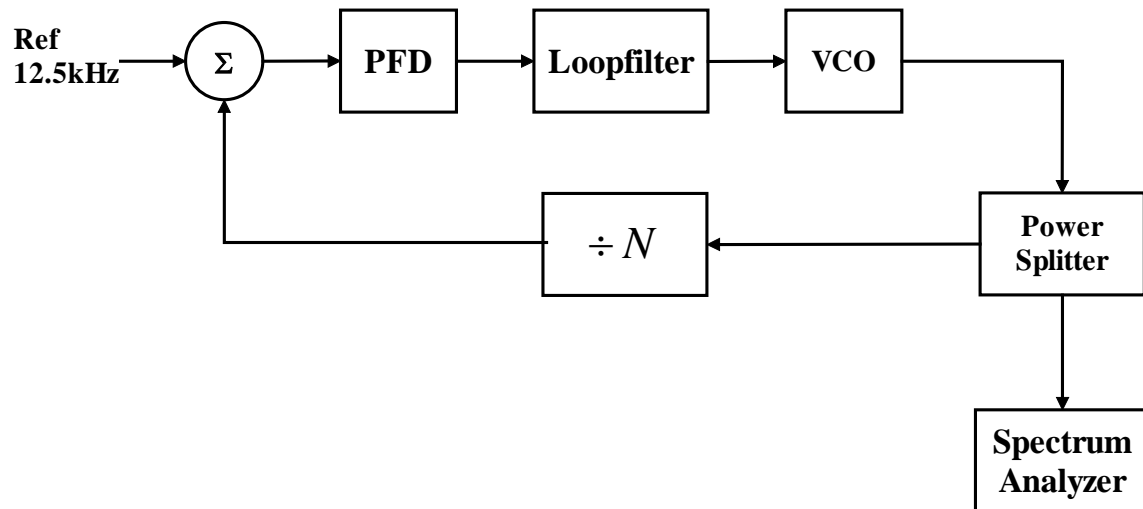 Ref
12.5kHz
Σ
PFD
Loopfilter
VCO
÷ N
Power
Splitter
Spectrum
Analyzer